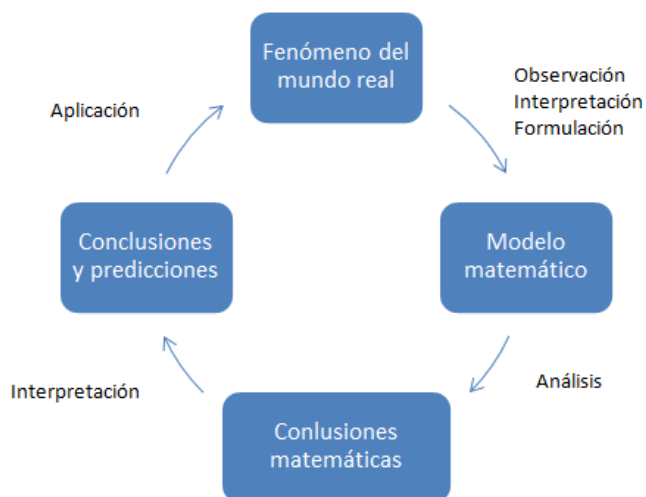 Fenómeno del
mundo real
Observación
Interpretación
Formulación
Aplicación
Conclusiones
y predicciones
Modelo
matemático
Interpretación
Análisis
Conlusiones
matemáticas